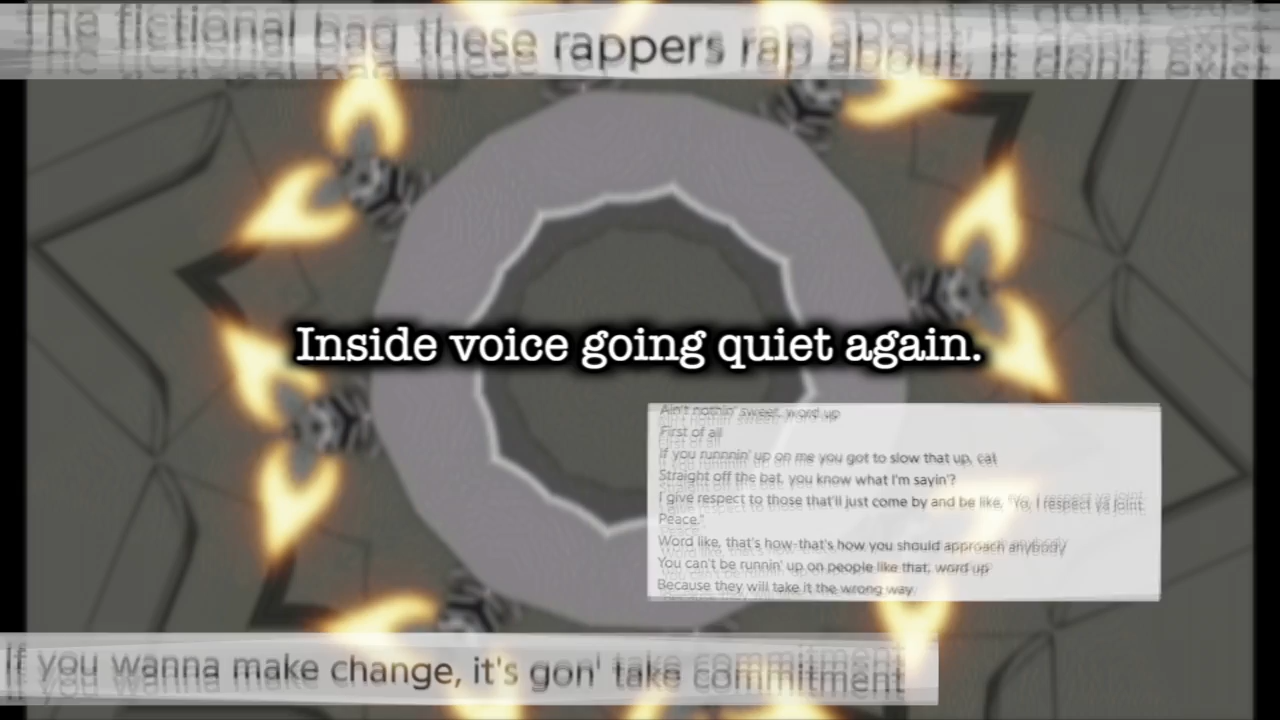 The fictional bag these rappers rap about, it don't exist
Inside voice going quiet again.
Ain't nothin' sweet, word up
First of all
If you runnnin' up on me you got to slow that up, cat
Straight off the bat, you know what I'm sayin'?
I give respect to those that'll just come by and be like, "Yo, I respect ya joint.
Peace."
Word like, that's how-that's how you should approach anybody
You can't be runnin' up on people like that, word up
Because they will take it the wrong way
If you wanna make change, it's gon' take commitment